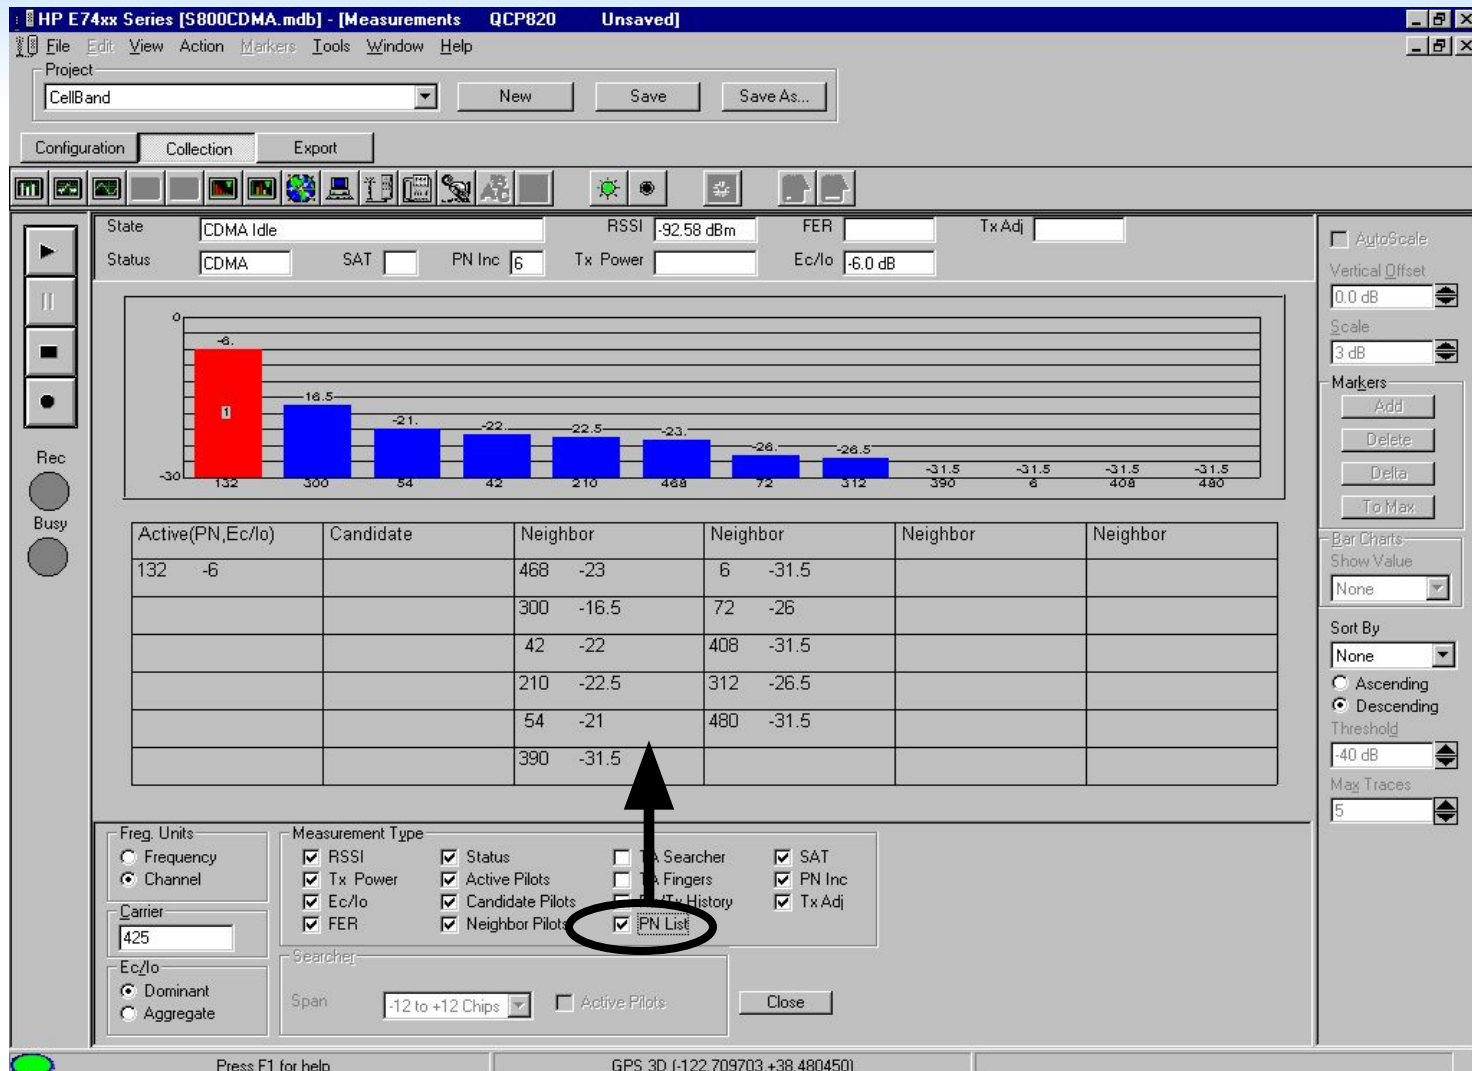 HP E74xx Series [S800CDMA.mdb] - [Measurements QCP820 Unsaved]
File Edit View Action Markers Tools Window Help
Project
CellBand New Save Save As...
Configuration Collection Export
State CDMA Idle RSSI -92.58 dBm FER Tx Adj
Status CDMA SAT PN Inc 6 Tx Power Ec/Io -6.0 dB
0
-6.
1
-16.5
-21.
-22.
-22.5
-23.
-26.
-26.5
-31.5 -31.5 -31.5 -31.5
-30
132 300 54 42 210 468 72 312 390 6 408 480
Rec
Busy
Active(PN,Ec/Io) Candidate Neighbor Neighbor Neighbor Neighbor
132 -6 468 -23 6 -31.5
300 -16.5 72 -26
42 -22 408 -31.5
210 -22.5 312 -26.5
54 -21 480 -31.5
390 -31.5
AutoScale
Vertical Offset
0.0 dB
Scale
3 dB
Markers
Add
Delete
Delta
To Max
Bar Charts
Show Value
None
Sort By
None
Ascending
Descending
Threshold
-40 dB
Max Traces
5
Freq. Units
Frequency
Channel
Carrier
425
Ec/Io
Dominant
Aggregate
Measurement Type
RSSI Status Searcher SAT
Tx Power Active Pilots Fingers PN Inc
Ec/Io Candidate Pilots History Tx Adj
FER Neighbor Pilots PN List
Searcher
Span -12 to +12 Chips Active Pilots Close
Press F1 for help GPS 3D (-122.709703,+38.480450)